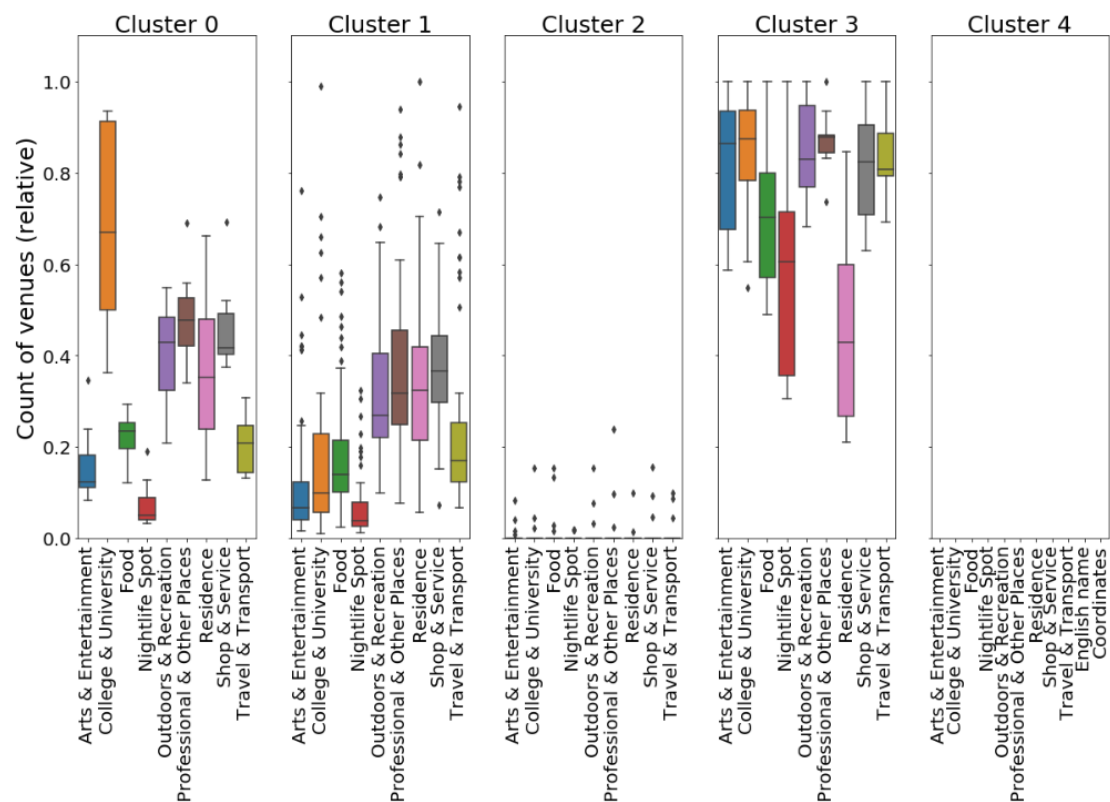 Cluster 0
Cluster 1
Cluster 2
Cluster 3
Cluster 4
Count of venues (relative)
1.0
0.8
0.6
0.4
0.2
0.0
Arts & Entertainment
College & University
Food
Nightlife Spot
Outdoors & Recreation
Professional & Other Places
Residence
Shop & Service
Travel & Transport
Arts & Entertainment
College & University
Food
Nightlife Spot
Outdoors & Recreation
Professional & Other Places
Residence
Shop & Service
Travel & Transport
Arts & Entertainment
College & University
Food
Nightlife Spot
Outdoors & Recreation
Professional & Other Places
Residence
Shop & Service
Travel & Transport
Arts & Entertainment
College & University
Food
Nightlife Spot
Outdoors & Recreation
Professional & Other Places
Residence
Shop & Service
Travel & Transport
Arts & Entertainment
College & University
Food
Nightlife Spot
Outdoors & Recreation
Professional & Other Places
Residence
Shop & Service
Travel & Transport
English name
Coordinates